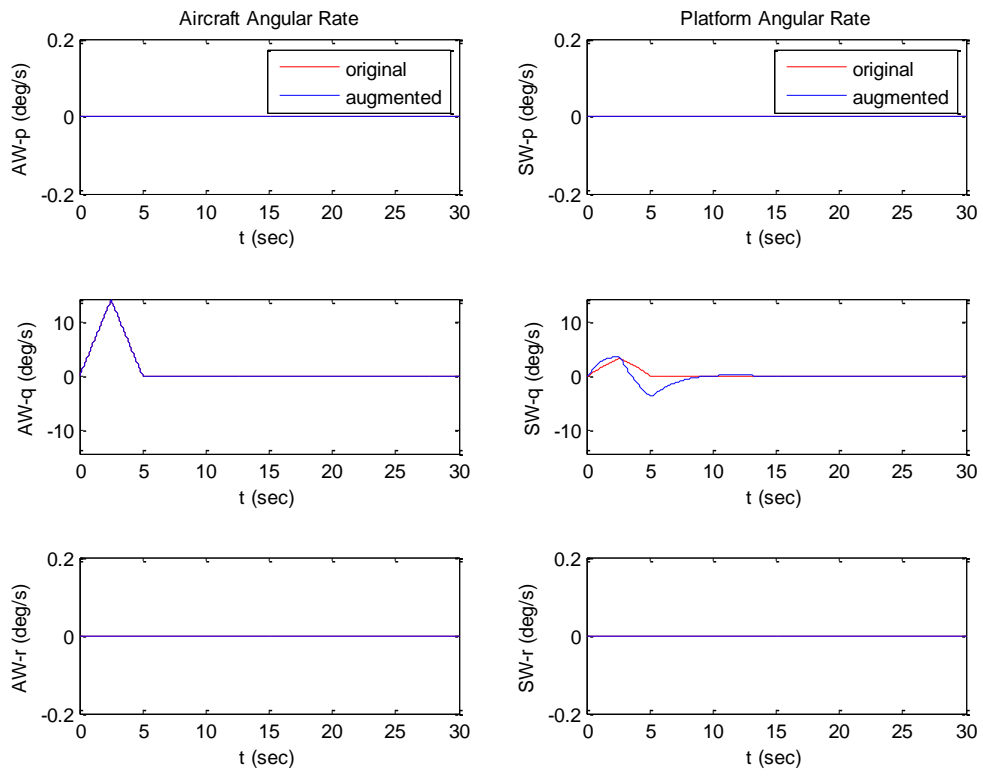 Aircraft Angular Rate
0.2
0
-0.2
AW-p (deg/s)
original
augmented
0 5 10 15 20 25 30
t (sec)
Platform Angular Rate
0.2
0
-0.2
SW-p (deg/s)
original
augmented
0 5 10 15 20 25 30
t (sec)
10
0
-10
AW-q (deg/s)
0 5 10 15 20 25 30
t (sec)
10
0
-10
SW-q (deg/s)
0 5 10 15 20 25 30
t (sec)
0.2
0
-0.2
AW-r (deg/s)
0 5 10 15 20 25 30
t (sec)
0.2
0
-0.2
SW-r (deg/s)
0 5 10 15 20 25 30
t (sec)